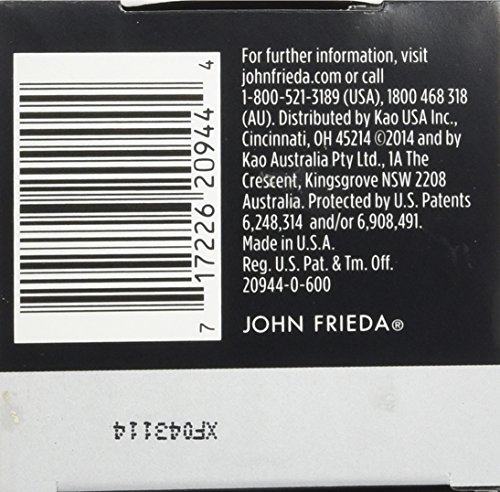 For further information, visit
johnfrieda.com or call
1-800-521-3189 (USA), 1800 468 318
(AU). Distributed by Kao USA Inc.,
Cincinnati, OH 45214 ©2014 and by
Kao Australia Pty Ltd., 1A The
Crescent, Kingsgrove NSW 2208
Australia. Protected by U.S. Patents
6,248,314 and/or 6,908,491.
Made in U.S.A.
Reg. U.S. Pat. & Tm. Off.
20944-0-600
JOHN FRIEDA®
7 17226 20944 4
XF043114